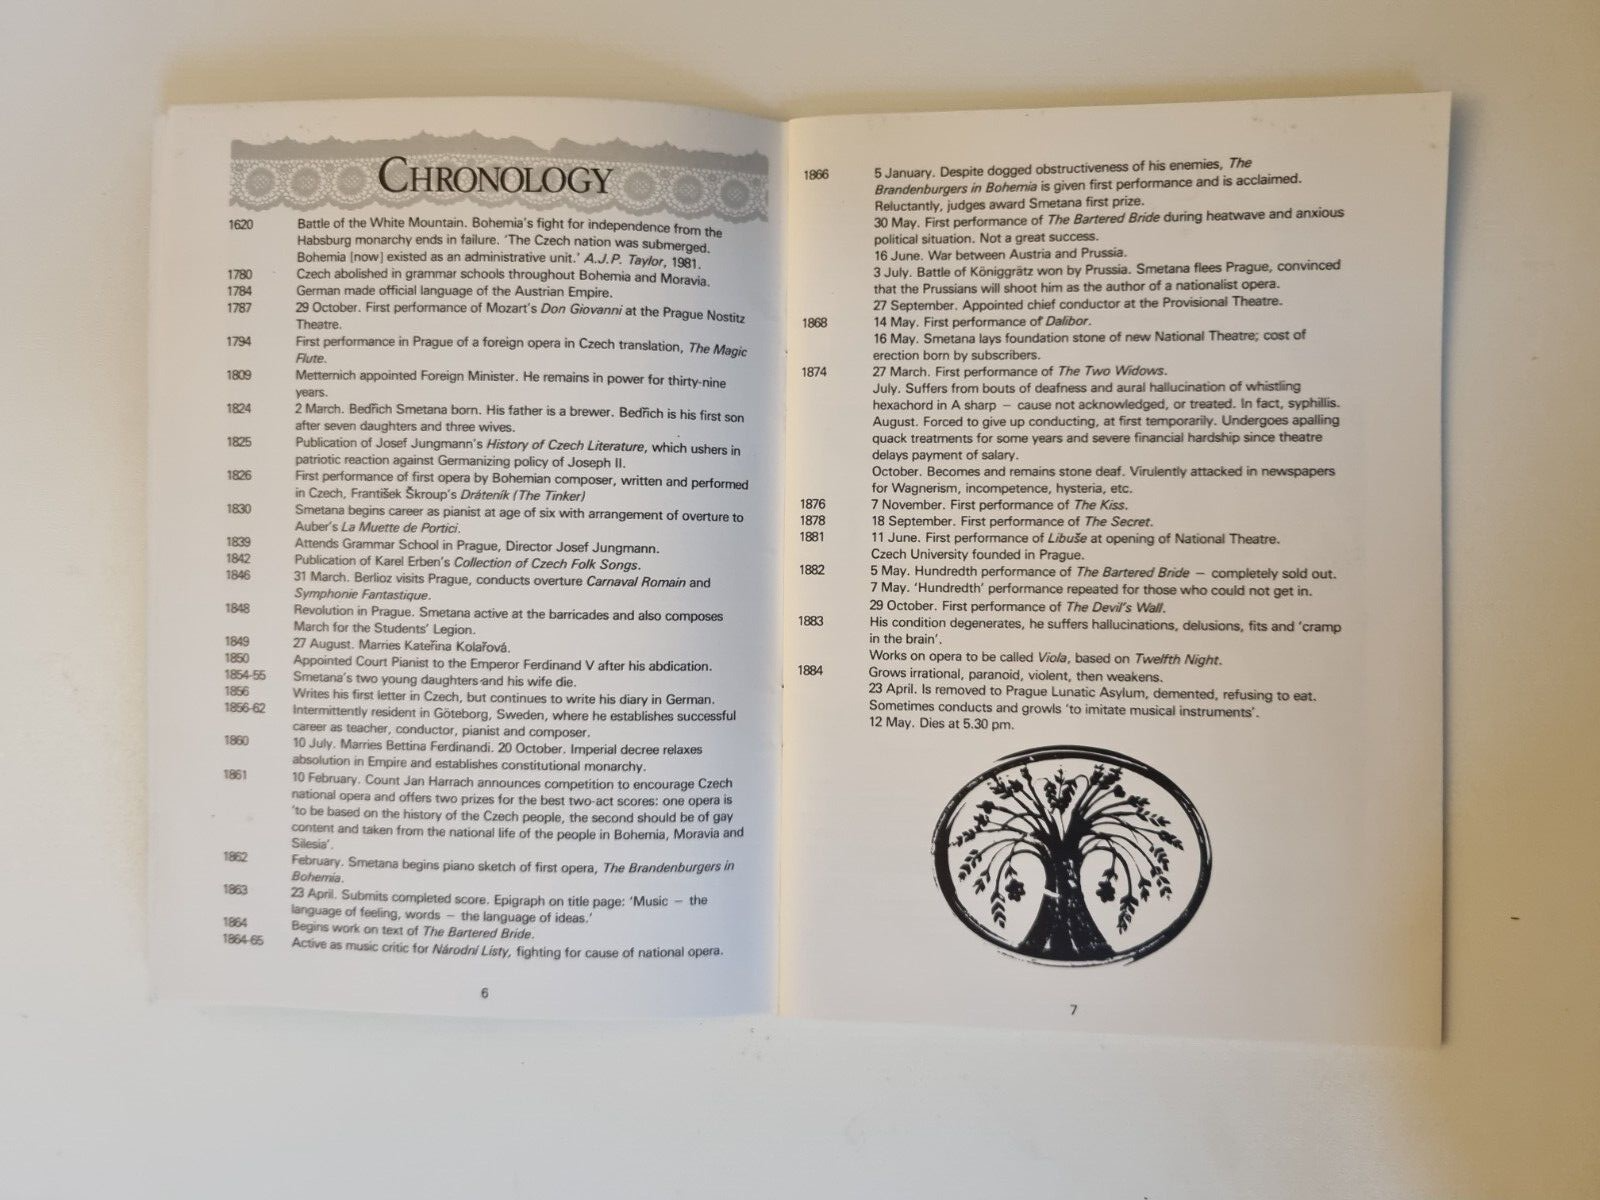 CHRONOLOGY
1620 Battle of the White Mountain. Bohemia's fight for independence from the
Habsburg monarchy ends in failure. 'The Czech nation was submerged.
Bohemia [now] existed as an administrative unit.' A.J.P. Taylor, 1981.
1780 Czech abolished in grammar schools throughout Bohemia and Moravia.
1784 German made official language of the Austrian Empire.
1787 29 October. First performance of Mozart's Don Giovanni at the Prague Nostitz
Theatre.
1794 First performance in Prague of a foreign opera in Czech translation, The Magic
Flute.
1809 Metternich appointed Foreign Minister. He remains in power for thirty-nine
years.
1824 2 March. Bedřich Smetana born. His father is a brewer. Bedřich is his first son
after seven daughters and three wives.
1825 Publication of Josef Jungmann's History of Czech Literature, which ushers in
patriotic reaction against Germanizing policy of Joseph II.
1826 First performance of first opera by Bohemian composer, written and performed
in Czech, František Škroup's Dráteník (The Tinker)
1830 Smetana begins career as pianist at age of six with arrangement of overture to
Auber's La Muette de Portici.
1839 Attends Grammar School in Prague, Director Josef Jungmann.
1842 Publication of Karel Erben's Collection of Czech Folk Songs.
1846 31 March. Berlioz visits Prague, conducts overture Carnaval Romain and
Symphonie Fantastique.
1848 Revolution in Prague. Smetana active at the barricades and also composes
March for the Students' Legion.
1849 27 August. Marries Kateřina Kolařová.
1850 Appointed Court Pianist to the Emperor Ferdinand V after his abdication.
1854-55 Smetana's two young daughters and his wife die.
1856 Writes his first letter in Czech, but continues to write his diary in German.
1856-62 Intermittently resident in Göteborg, Sweden, where he establishes successful
career as teacher, conductor, pianist and composer.
1860 10 July. Marries Bettina Ferdinandi. 20 October. Imperial decree relaxes
absolution in Empire and establishes constitutional monarchy.
1861 10 February. Count Jan Harrach announces competition to encourage Czech
national opera and offers two prizes for the best two-act scores: one opera is
'to be based on the history of the Czech people, the second should be of gay
content and taken from the national life of the people in Bohemia, Moravia and
Silesia'.
1862 February. Smetana begins piano sketch of first opera, The Brandenburgers in
Bohemia.
1863 23 April. Submits completed score. Epigraph on title page: 'Music – the
language of feeling, words – the language of ideas.'
1864 Begins work on text of The Bartered Bride.
1864-65 Active as music critic for Národní Listy, fighting for cause of national opera.
6
1866 5 January. Despite dogged obstructiveness of his enemies, The
Brandenburgers in Bohemia is given first performance and is acclaimed.
Reluctantly, judges award Smetana first prize.
30 May. First performance of The Bartered Bride during heatwave and anxious
political situation. Not a great success.
16 June. War between Austria and Prussia.
3 July. Battle of Königgrätz won by Prussia. Smetana flees Prague, convinced
that the Prussians will shoot him as the author of a nationalist opera.
27 September. Appointed chief conductor at the Provisional Theatre.
1868 14 May. First performance of Dalibor.
16 May. Smetana lays foundation stone of new National Theatre; cost of
erection born by subscribers.
1874 27 March. First performance of The Two Widows.
July. Suffers from bouts of deafness and aural hallucination of whistling
hexachord in A sharp – cause not acknowledged, or treated. In fact, syphillis.
August. Forced to give up conducting, at first temporarily. Undergoes apalling
quack treatments for some years and severe financial hardship since theatre
delays payment of salary.
October. Becomes and remains stone deaf. Virulently attacked in newspapers
for Wagnerism, incompetence, hysteria, etc.
1876 7 November. First performance of The Kiss.
1878 18 September. First performance of The Secret.
1881 11 June. First performance of Libuše at opening of National Theatre.
Czech University founded in Prague.
1882 5 May. Hundredth performance of The Bartered Bride – completely sold out.
7 May. 'Hundredth' performance repeated for those who could not get in.
29 October. First performance of The Devil's Wall.
1883 His condition degenerates, he suffers hallucinations, delusions, fits and 'cramp
in the brain'.
Works on opera to be called Viola, based on Twelfth Night.
1884 Grows irrational, paranoid, violent, then weakens.
23 April. Is removed to Prague Lunatic Asylum, demented, refusing to eat.
Sometimes conducts and growls 'to imitate musical instruments'.
12 May. Dies at 5.30 pm.
7